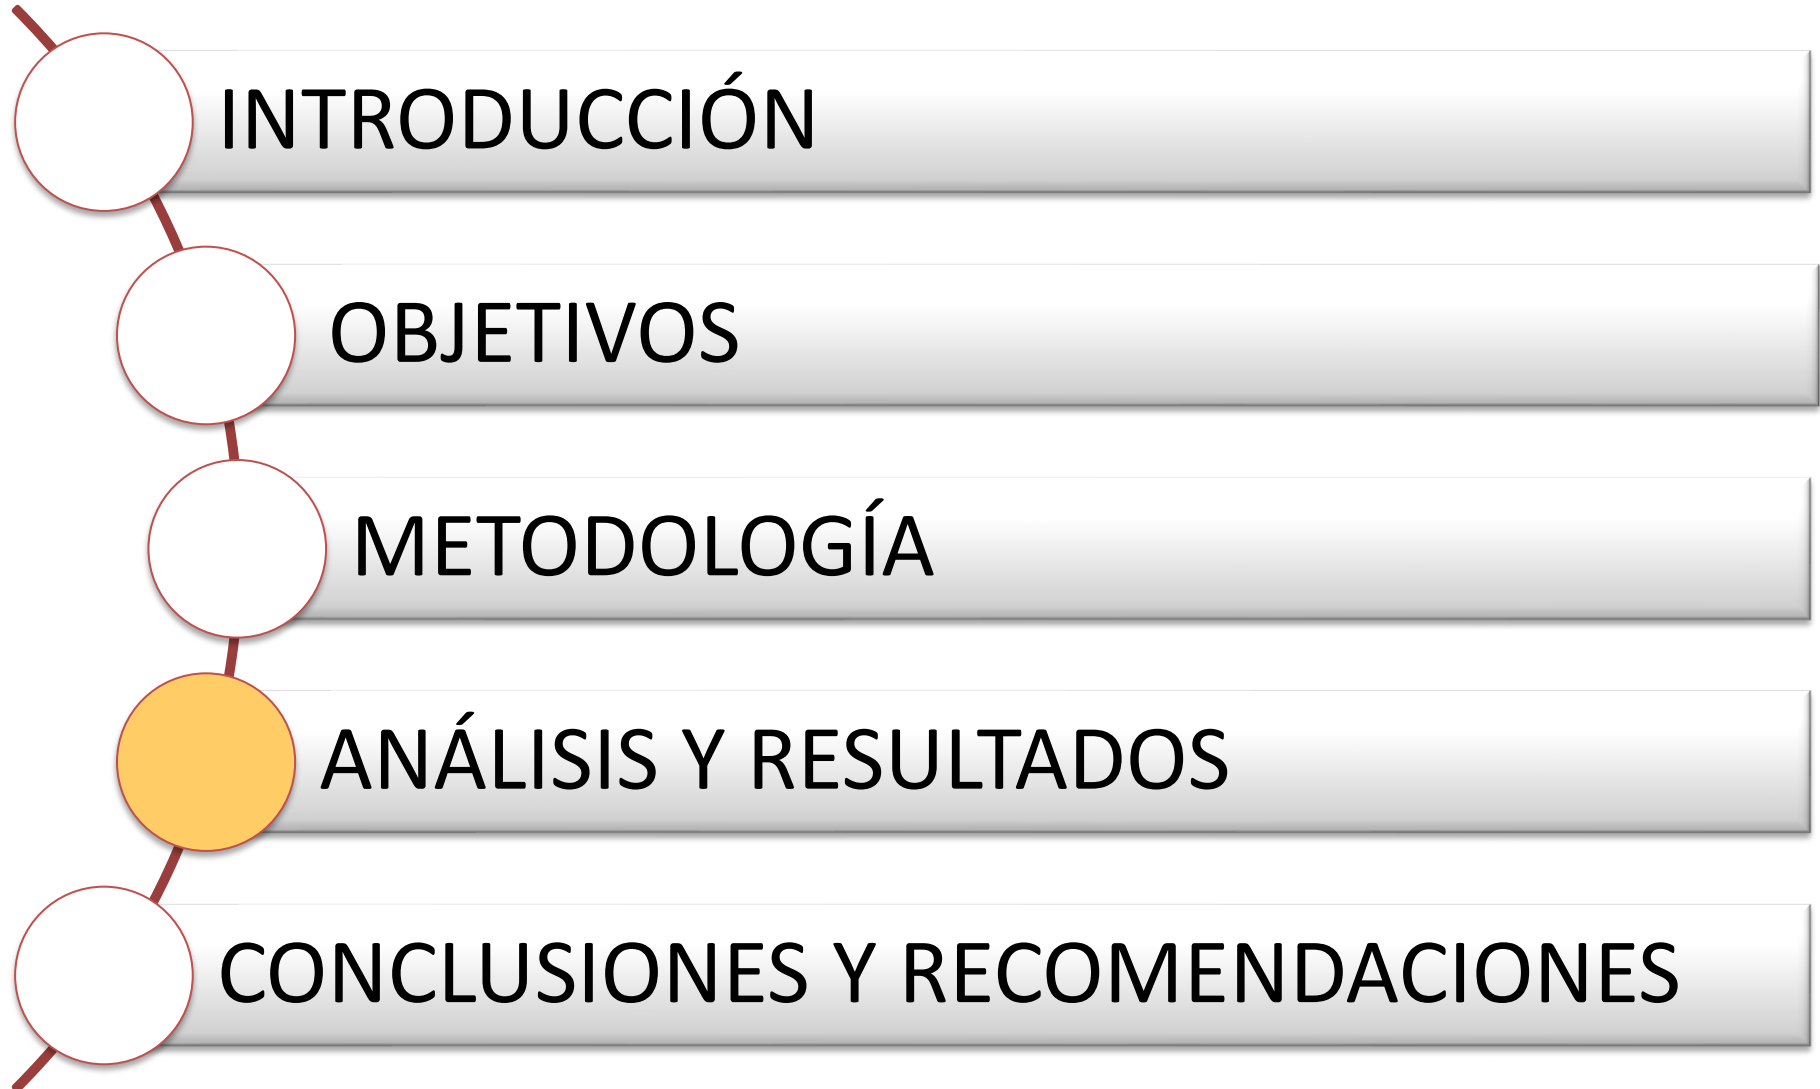 INTRODUCCIÓN
OBJETIVOS
METODOLOGÍA
ANÁLISIS Y RESULTADOS
CONCLUSIONES Y RECOMENDACIONES